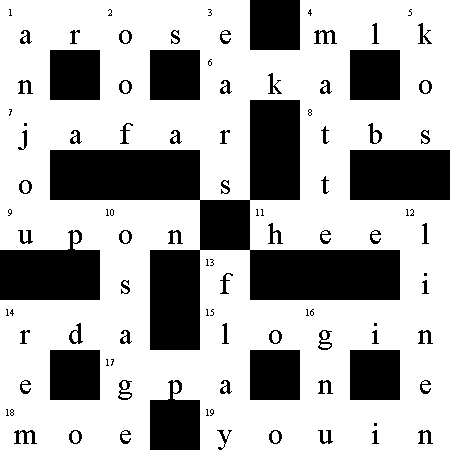 1 2 3 4 5
a r o s e m l k
6
n o a k a o
7 8
j a f a r t b s
o s t
9 10 11 12
u p o n h e e l
13
s f i
14 15 16
r d a l o g i n
17
e g p a n e
18 19
m o e y o u i n